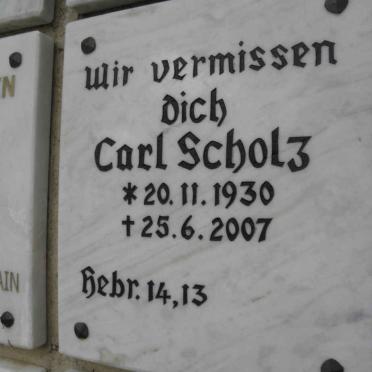 Wir vermissen
Dich
Carl Scholz
* 20. 11. 1930
† 25. 6. 2007
Hebr. 14, 13